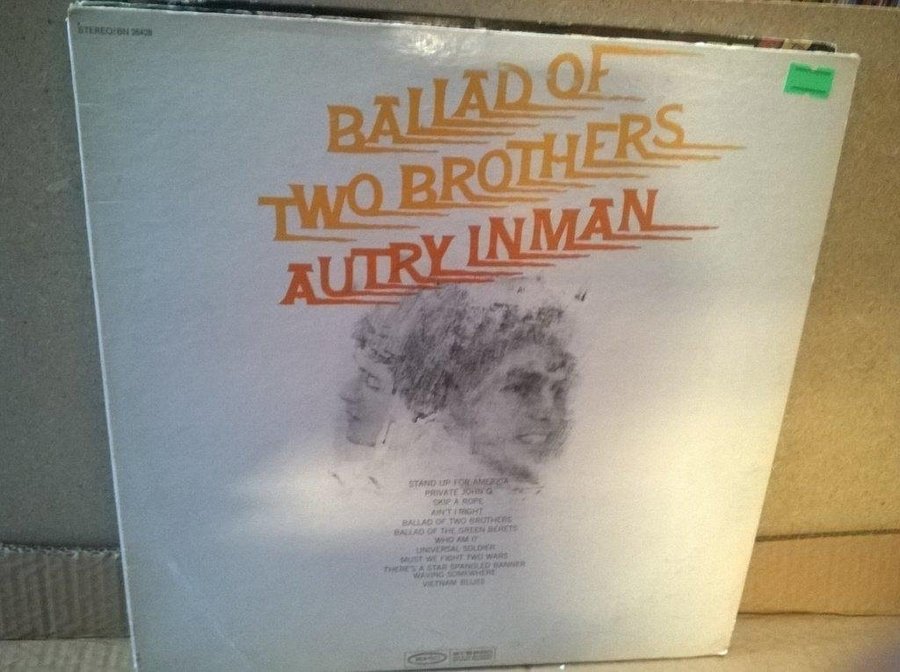 STEREO/BN 26428
BALLAD OF
TWO BROTHERS
AUTRY INMAN
STAND UP FOR AMERICA
PRIVATE JOHN Q
SKIP A ROPE
AIN'T I RIGHT
BALLAD OF TWO BROTHERS
BALLAD OF THE GREEN BERETS
WHO AM I?
UNIVERSAL SOLDIER
MUST WE FIGHT TWO WARS
THERE'S A STAR SPANGLED BANNER
WAVING SOMEWHERE
VIETNAM BLUES
EPIC
STEREO